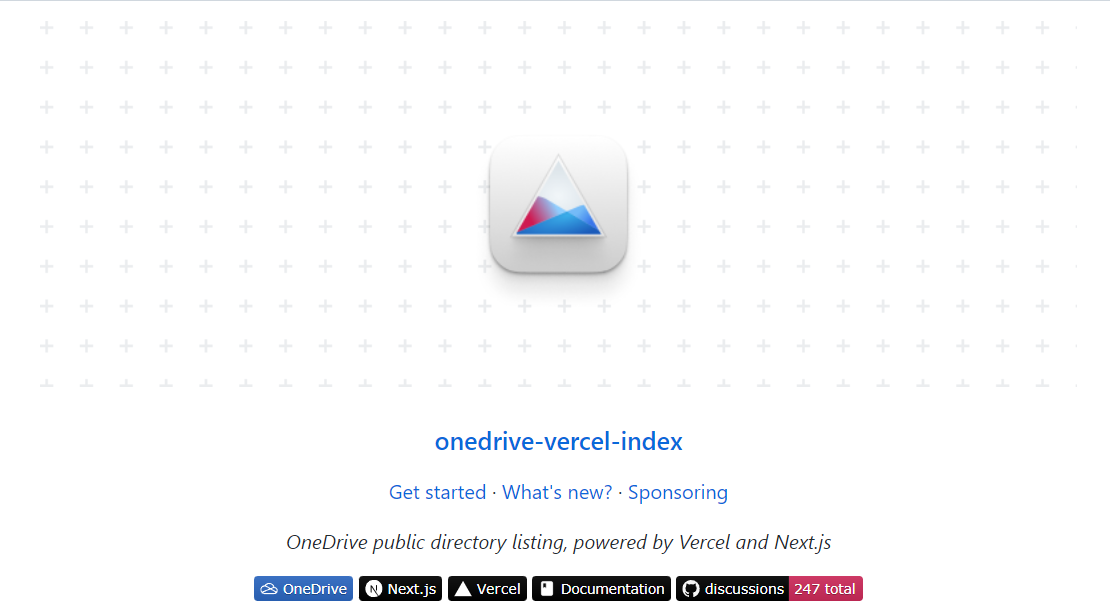 onedrive-vercel-index
Get started · What's new? · Sponsoring
OneDrive public directory listing, powered by Vercel and Next.js
OneDrive N Next.js Vercel Documentation discussions 247 total